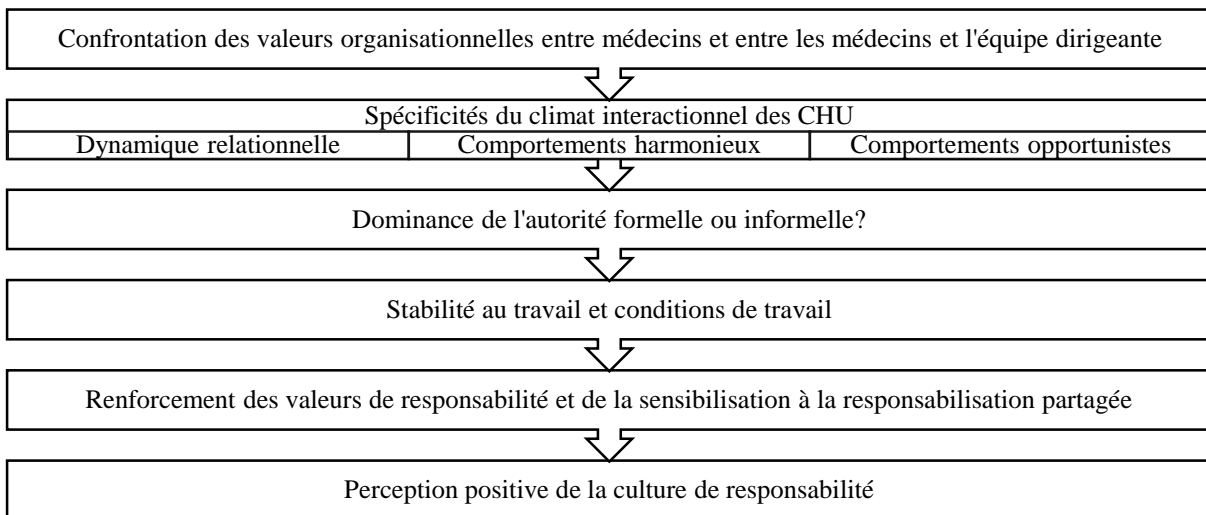 Confrontation des valeurs organisationnelles entre médecins et entre les médecins et l'équipe dirigeante
Spécificités du climat interactionnel des CHU
Dynamique relationnelle
Comportements harmonieux
Comportements opportunistes
Dominance de l'autorité formelle ou informelle?
Stabilité au travail et conditions de travail
Renforcement des valeurs de responsabilité et de la sensibilisation à la responsabilisation partagée
Perception positive de la culture de responsabilité